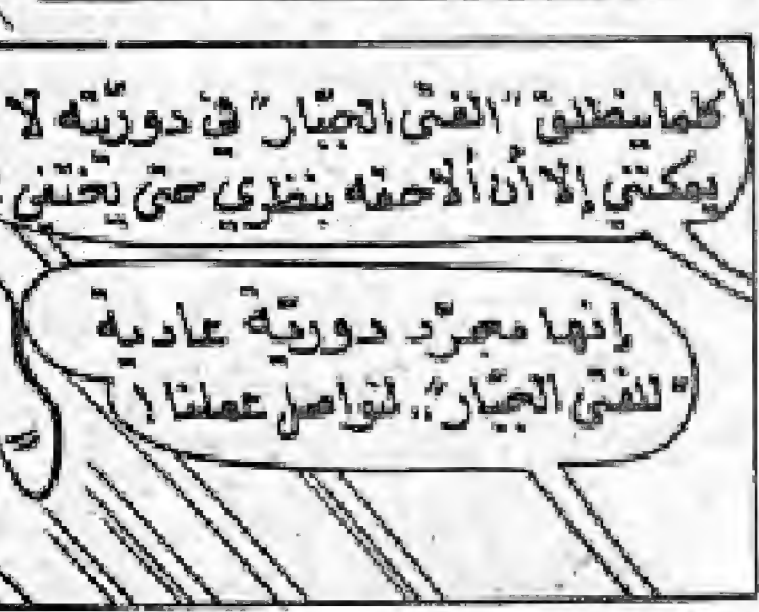 كلما ينطلق "الفتى الجبّار" في دوريّته لا
يمكنني إلا أن ألاحقه بنظري حتى يختفي
إنها مجرّد دوريّة عادية
"للفتى الجبّار".. لنواصل عملنا!